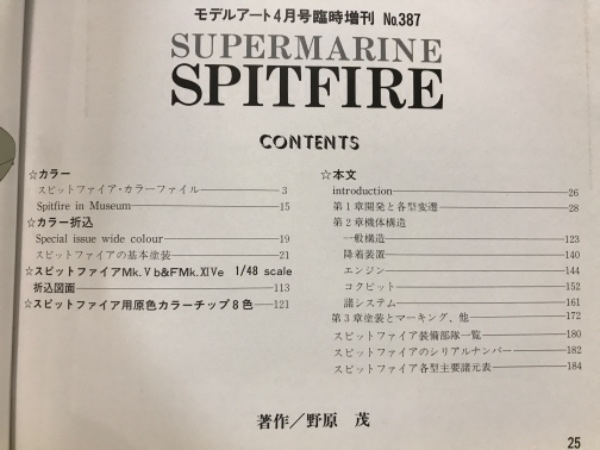 モデルアート4月号臨時増刊 No.387
SUPERMARINE
SPITFIRE
CONTENTS
☆カラー
スピットファイア・カラーファイル 3
Spitfire in Museum 15
☆カラー折込
Special issue wide colour 19
スピットファイアの基本塗装 21
☆スピットファイアMk.Ⅴb&F.Mk.ⅩⅣe 1/48 scale
折込図面 113
☆スピットファイア用原色カラーチップ8色 121
☆本文
introduction 26
第1章開発と各型変遷 28
第2章機体構造
一般構造 123
降着装置 140
エンジン 144
コクピット 152
諸システム 161
第3章塗装とマーキング、他 172
スピットファイア装備部隊一覧 180
スピットファイアのシリアルナンバー 182
スピットファイア各型主要諸元表 184
著作/野原 茂
25